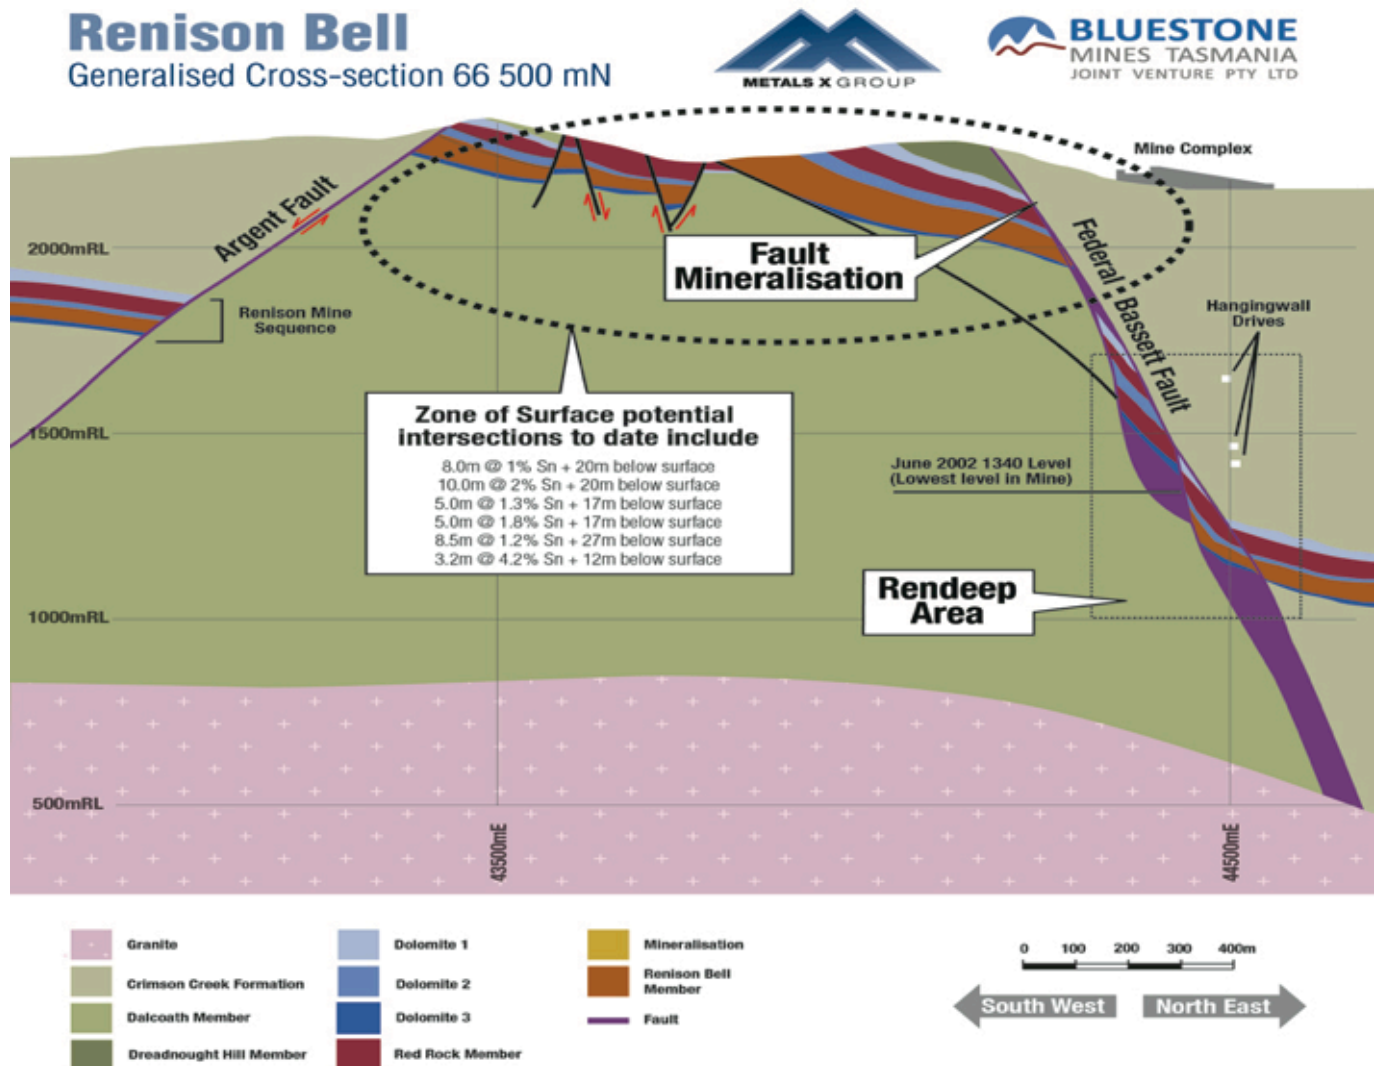 Renison Bell
Generalised Cross-section 66 500 mN
METALS X GROUP
BLUESTONE
MINES TASMANIA
JOINT VENTURE PTY LTD
Mine Complex
Argent Fault
2000mRL
Fault
Mineralisation
Federal Bassett Fault
Renison Mine
Sequence
Hangingwall
Drives
Zone of Surface potential
intersections to date include
8.0m @ 1% Sn + 20m below surface
10.0m @ 2% Sn + 20m below surface
5.0m @ 1.3% Sn + 17m below surface
5.0m @ 1.8% Sn + 17m below surface
8.5m @ 1.2% Sn + 27m below surface
3.2m @ 4.2% Sn + 12m below surface
1500mRL
June 2002 1340 Level
(Lowest level in Mine)
Rendeep
Area
1000mRL
500mRL
43500mE
44500mE
Granite
Crimson Creek Formation
Dalcoath Member
Dreadnought Hill Member
Dolomite 1
Dolomite 2
Dolomite 3
Red Rock Member
Mineralisation
Renison Bell
Member
Fault
0 100 200 300 400m
South West North East